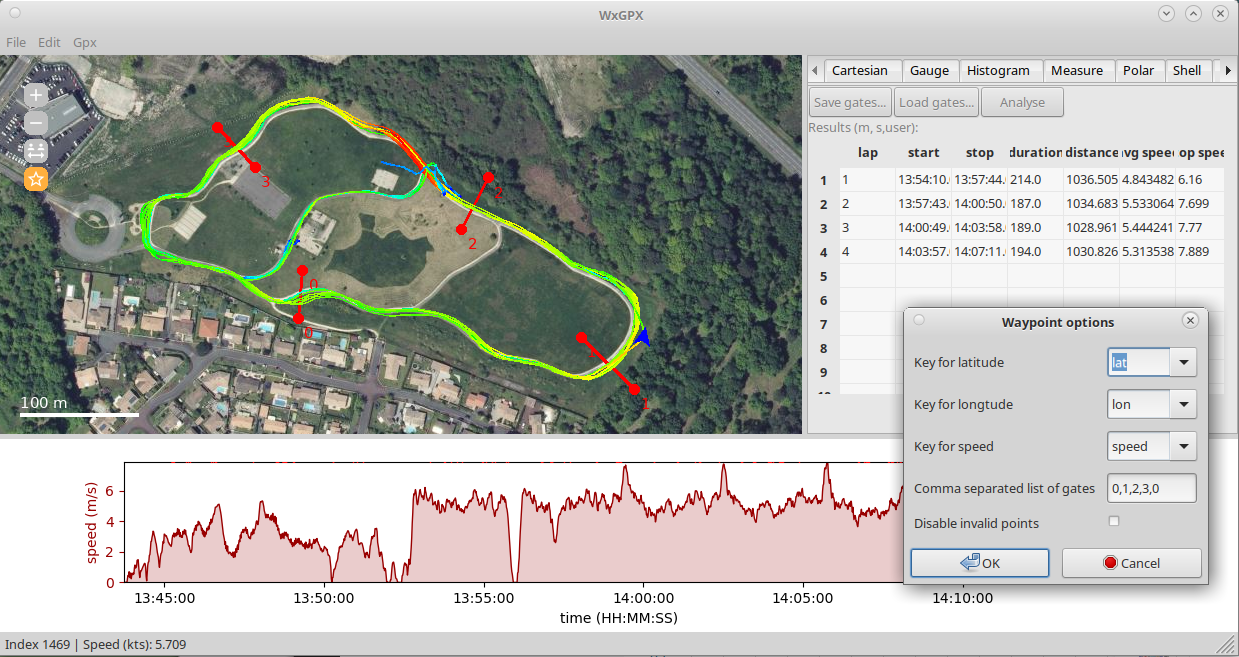 WxGPX
File Edit Gpx
Cartesian Gauge Histogram Measure Polar Shell
Save gates... Load gates... Analyse
Results (m, s,user):
lap start stop duration distance avg speed op spee
1 1 13:54:10. 13:57:44. 214.0 1036.505 4.843482 6.16
2 2 13:57:43. 14:00:50. 187.0 1034.683 5.533064 7.699
3 3 14:00:49. 14:03:58. 189.0 1028.961 5.444241 7.77
4 4 14:03:57. 14:07:11. 194.0 1030.826 5.313538 7.889
5
6
7
8
9
3
2
2
0
0
1
1
100 m
Waypoint options
Key for latitude lat
Key for longtude lon
Key for speed speed
Comma separated list of gates 0,1,2,3,0
Disable invalid points
OK Cancel
speed (m/s)
6
4
2
0
13:45:00 13:50:00 13:55:00 14:00:00 14:05:00 14:10:00
time (HH:MM:SS)
Index 1469 | Speed (kts): 5.709